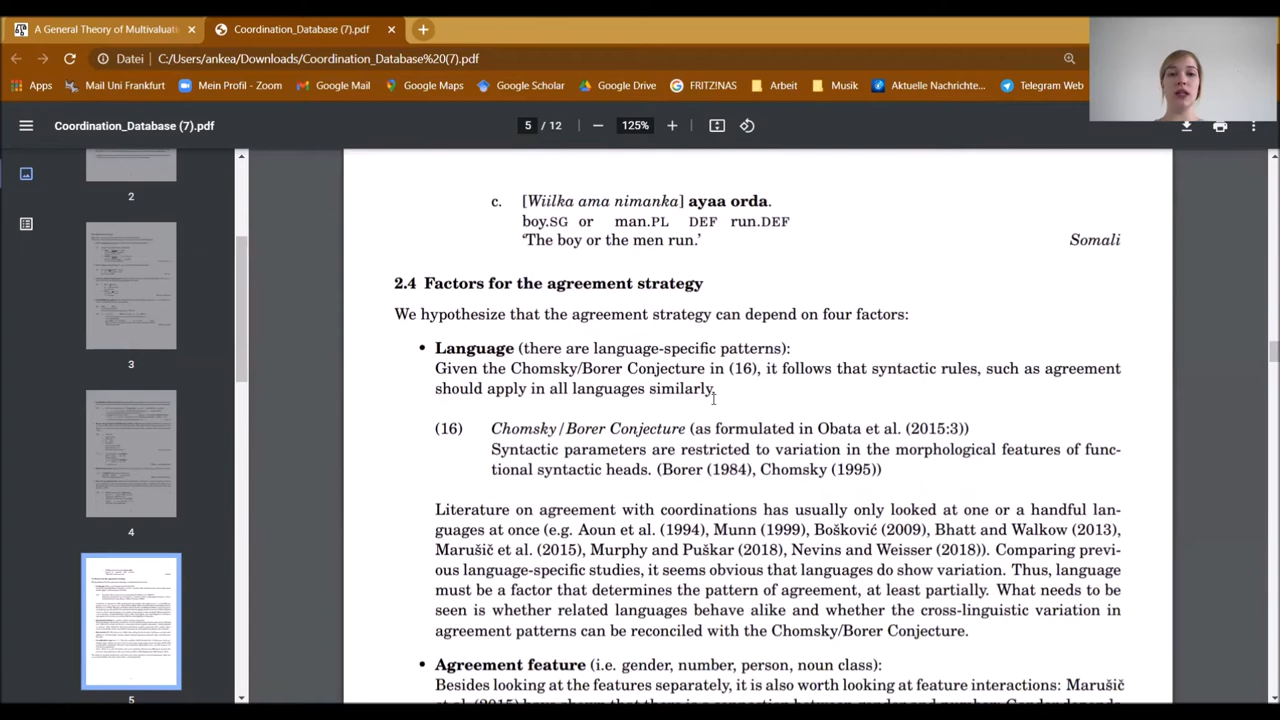 A General Theory of Multivaluati
Coordination_Database (7).pdf
Datei
C:/Users/ankea/Downloads/Coordination_Database%20(7).pdf
Apps
Mail Uni Frankfurt
Mein Profil - Zoom
Google Mail
Google Maps
Google Scholar
Google Drive
FRITZ!NAS
Arbeit
Musik
Aktuelle Nachrichte...
Telegram Web
Coordination_Database (7).pdf
5 / 12
125%
2
3
4
5
c. [Wiilka ama nimanka] ayaa orda.
boy.SG or man.PL DEF run.DEF
‘The boy or the men run.’ Somali
2.4 Factors for the agreement strategy
We hypothesize that the agreement strategy can depend on four factors:
• Language (there are language-specific patterns):
Given the Chomsky/Borer Conjecture in (16), it follows that syntactic rules, such as agreement
should apply in all languages similarly.
(16) Chomsky/Borer Conjecture (as formulated in Obata et al. (2015:3))
Syntactic parameters are restricted to variation in the morphological features of func-
tional syntactic heads. (Borer (1984), Chomsky (1995))
Literature on agreement with coordinations has usually only looked at one or a handful lan-
guages at once (e.g. Aoun et al. (1994), Munn (1999), Bošković (2009), Bhatt and Walkow (2013),
Marušič et al. (2015), Murphy and Puškar (2018), Nevins and Weisser (2018)). Comparing previ-
ous language-specific studies, it seems obvious that languages do show variation. Thus, language
must be a factor that determines the pattern of agreement, at least partially. What needs to be
seen is whether related languages behave alike and whether the cross-linguistic variation in
agreement patterns can be reconciled with the Chomsky/Borer Conjecture.
• Agreement feature (i.e. gender, number, person, noun class):
Besides looking at the features separately, it is also worth looking at feature interactions: Marušič